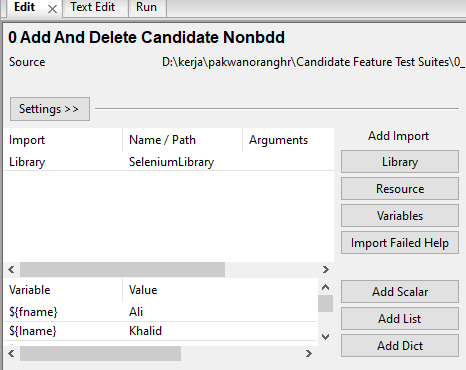 Edit Text Edit Run
0 Add And Delete Candidate Nonbdd
Source D:\kerja\pakwanoranghr\Candidate Feature Test Suites\0_
Settings >>
Import Name / Path Arguments Add Import
Library SeleniumLibrary Library
Resource
Variables
Import Failed Help
Variable Value Add Scalar
${fname} Ali Add List
${lname} Khalid Add Dict